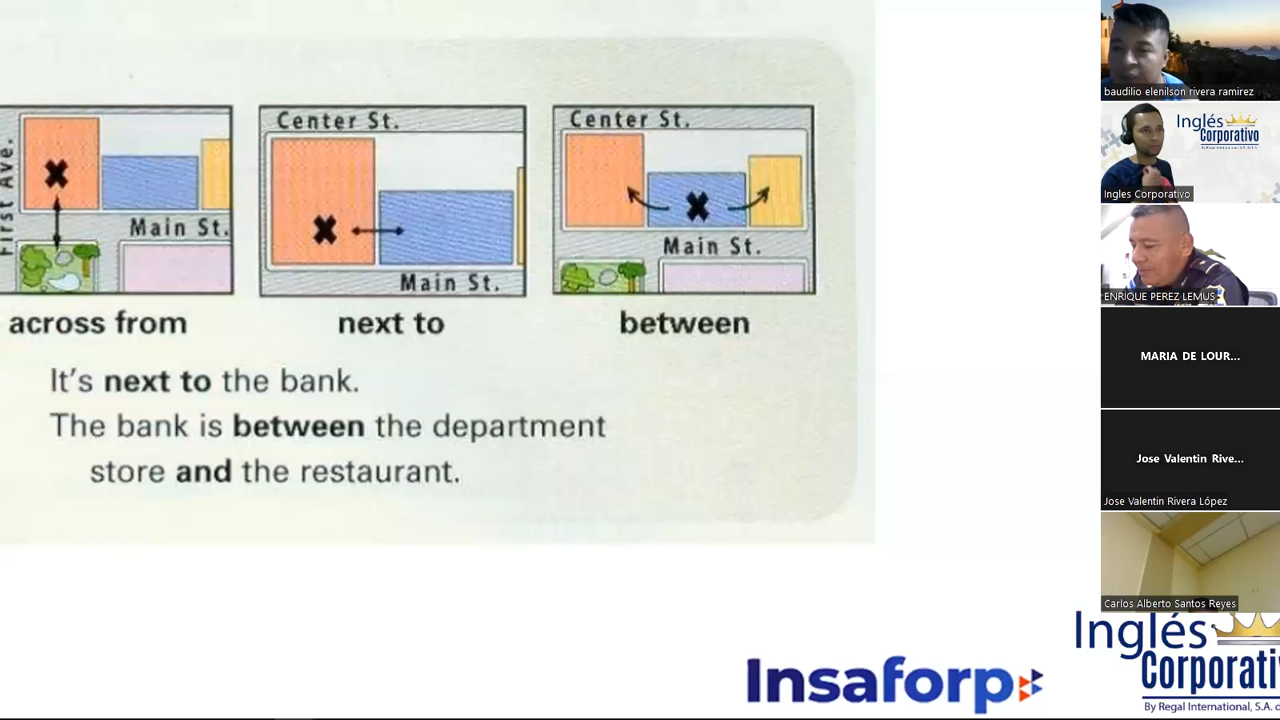 First Ave.
Main St.
across from
Center St.
Main St.
next to
Center St.
Main St.
between
It's next to the bank.
The bank is between the department
store and the restaurant.
Insaforp
baudilio elenilson rivera ramirez
Inglés
Corporativo
Ingles Corporativo
ENRIQUE PEREZ LEMUS
MARIA DE LOUR...
Jose Valentin Rive...
Jose Valentin Rivera López
Carlos Alberto Santos Reyes
Inglés
Corporati
By Regal International, S.A. d